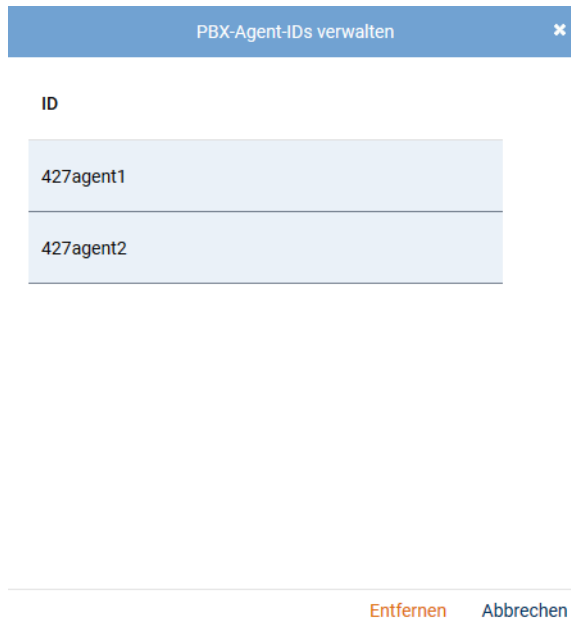 PBX-Agent-IDs verwalten
ID
427agent1
427agent2
Entfernen Abbrechen